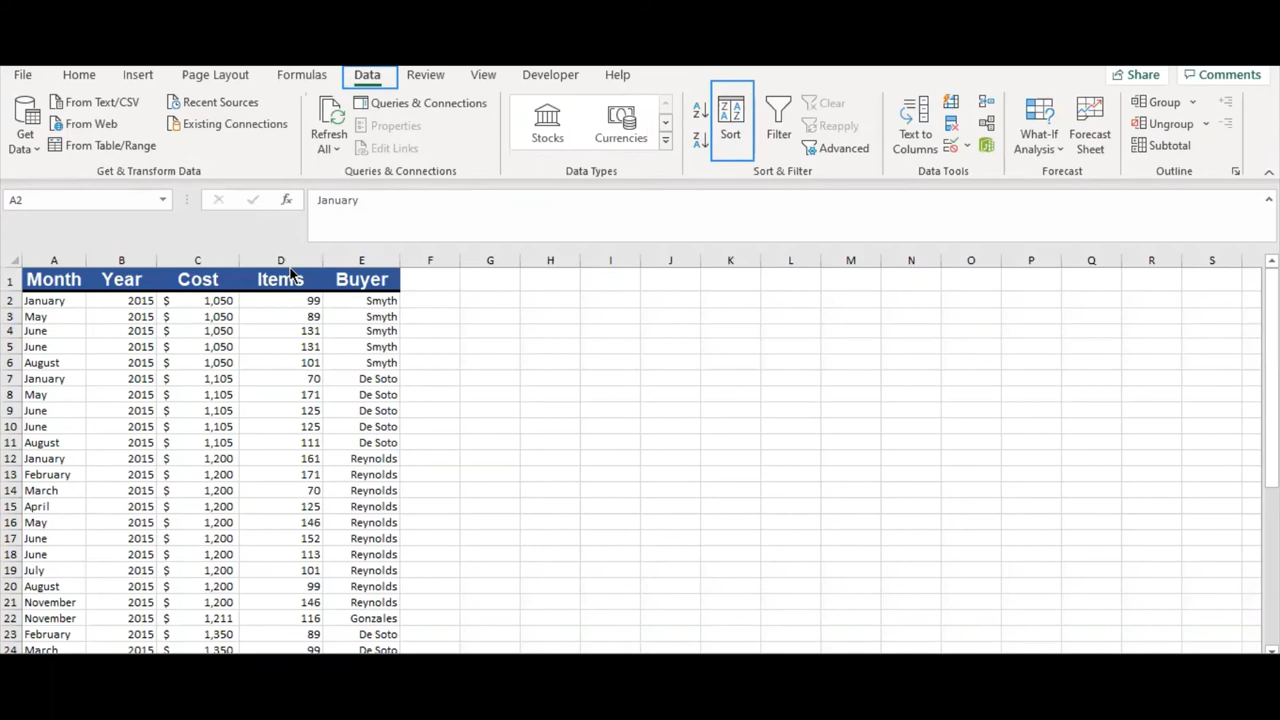 File Home Insert Page Layout Formulas Data Review View Developer Help Share Comments
Get Data From Text/CSV From Web From Table/Range Recent Sources Existing Connections
Refresh All Queries & Connections Properties Edit Links
Stocks Currencies
Sort Filter Clear Reapply Advanced
Text to Columns
What-If Analysis Forecast Sheet
Group Ungroup Subtotal
Get & Transform Data Queries & Connections Data Types Sort & Filter Data Tools Forecast Outline
A2 fx January
A B C D E F G H I J K L M N O P Q R S
1 Month Year Cost Items Buyer
2 January 2015 $ 1,050 99 Smyth
3 May 2015 $ 1,050 89 Smyth
4 June 2015 $ 1,050 131 Smyth
5 June 2015 $ 1,050 131 Smyth
6 August 2015 $ 1,050 101 Smyth
7 January 2015 $ 1,105 70 De Soto
8 May 2015 $ 1,105 171 De Soto
9 June 2015 $ 1,105 125 De Soto
10 June 2015 $ 1,105 125 De Soto
11 August 2015 $ 1,105 111 De Soto
12 January 2015 $ 1,200 161 Reynolds
13 February 2015 $ 1,200 171 Reynolds
14 March 2015 $ 1,200 70 Reynolds
15 April 2015 $ 1,200 125 Reynolds
16 May 2015 $ 1,200 146 Reynolds
17 June 2015 $ 1,200 152 Reynolds
18 June 2015 $ 1,200 113 Reynolds
19 July 2015 $ 1,200 101 Reynolds
20 August 2015 $ 1,200 99 Reynolds
21 November 2015 $ 1,200 146 Reynolds
22 November 2015 $ 1,211 116 Gonzales
23 February 2015 $ 1,350 89 De Soto
24 March 2015 $ 1,350 99 De Soto